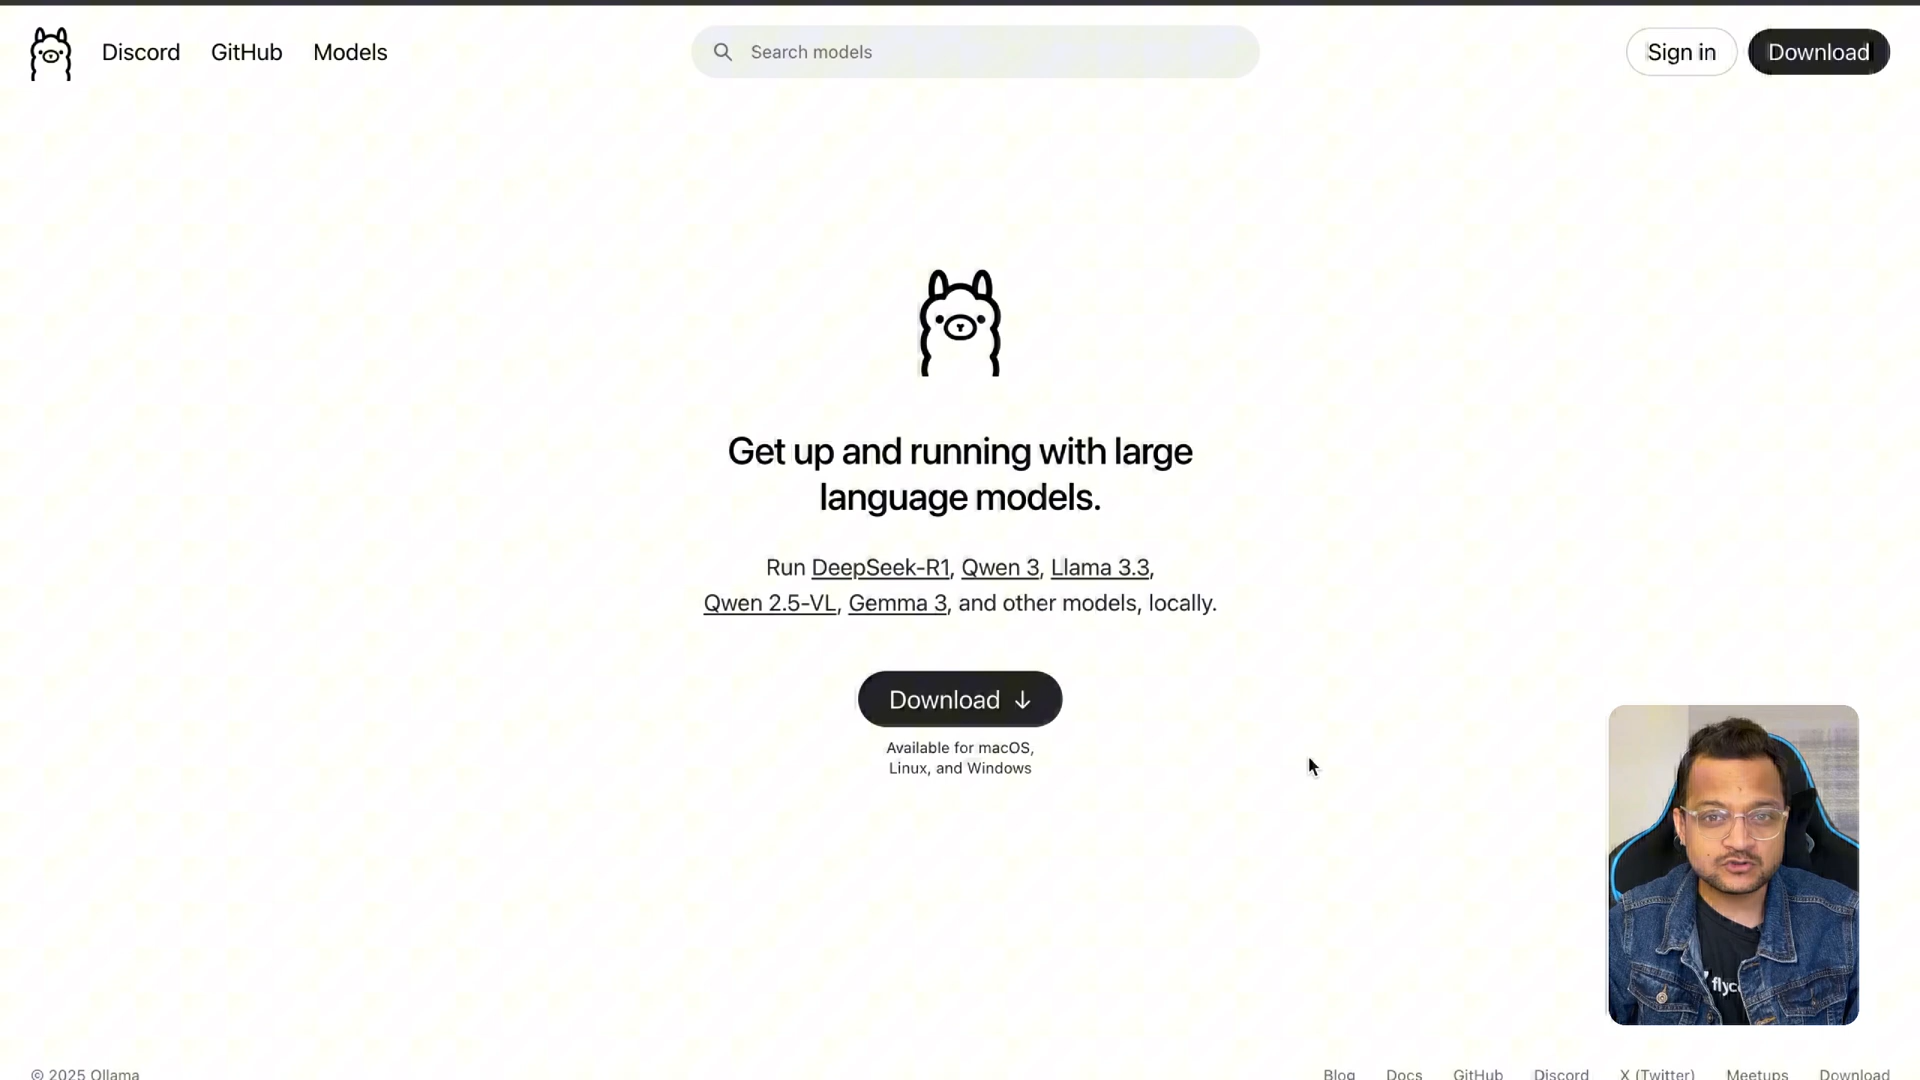 Discord GitHub Models Search models Sign in Download
Get up and running with large
language models.
Run DeepSeek-R1, Qwen 3, Llama 3.3,
Qwen 2.5-VL, Gemma 3, and other models, locally.
Download ↓
Available for macOS,
Linux, and Windows
© 2025 Ollama Blog Docs GitHub Discord X (Twitter) Meetups Download